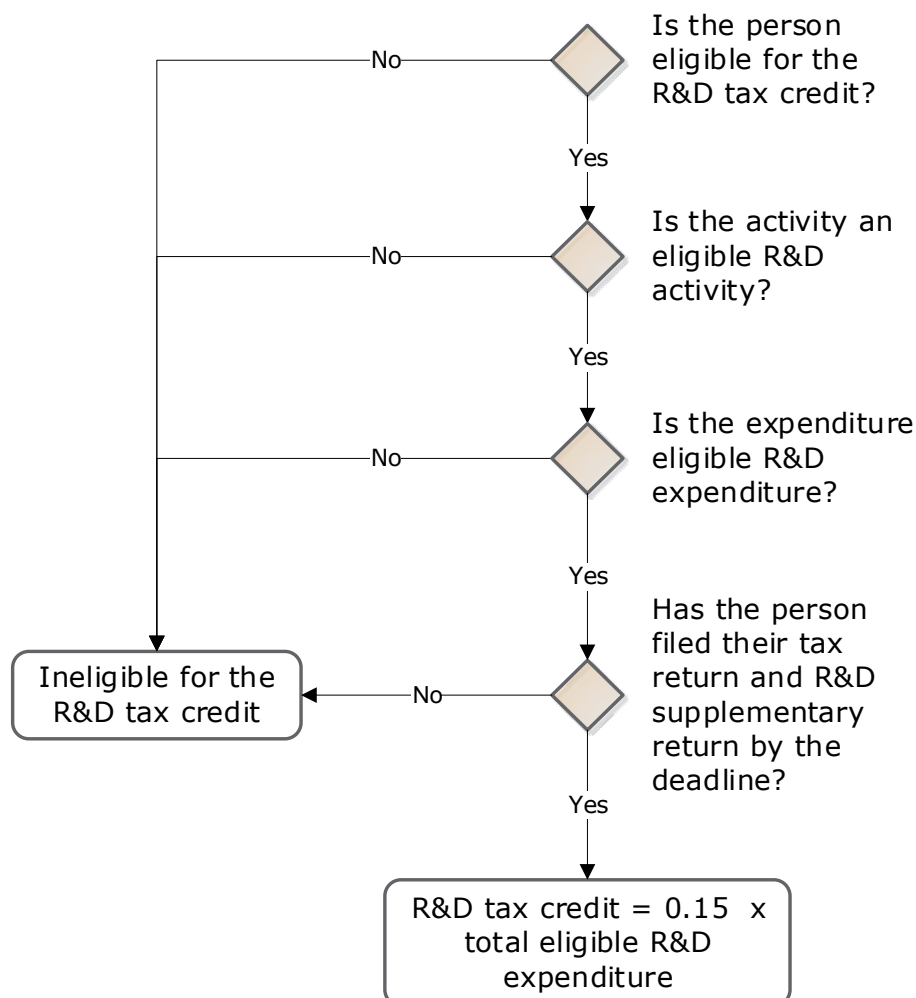 Is the person
eligible for the
R&D tax credit?
No
Yes
Is the activity an
eligible R&D
activity?
No
Yes
Is the expenditure
eligible R&D
expenditure?
No
Yes
Has the person
filed their tax
return and R&D
supplementary
return by the
deadline?
Ineligible for the
R&D tax credit
No
Yes
R&D tax credit = 0.15 x
total eligible R&D
expenditure